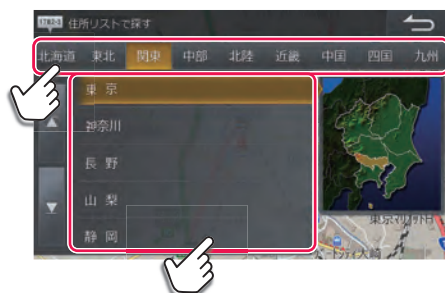 住所リストで探す
北海道 東北 関東 中部 北陸 近畿 中国 四国 九州
東 京
神奈川
長 野
山 梨
静 岡